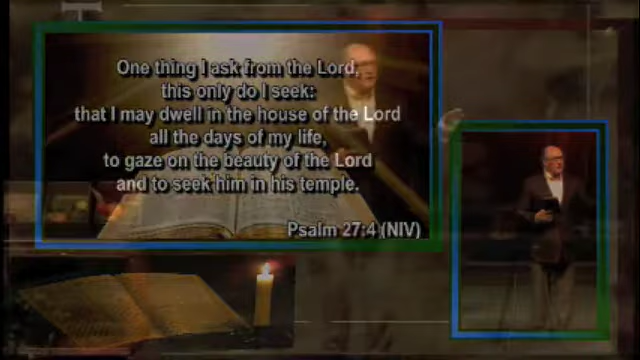 One thing I ask from the Lord,
this only do I seek:
that I may dwell in the house of the Lord
all the days of my life,
to gaze on the beauty of the Lord
and to seek him in his temple.
Psalm 27:4 (NIV)